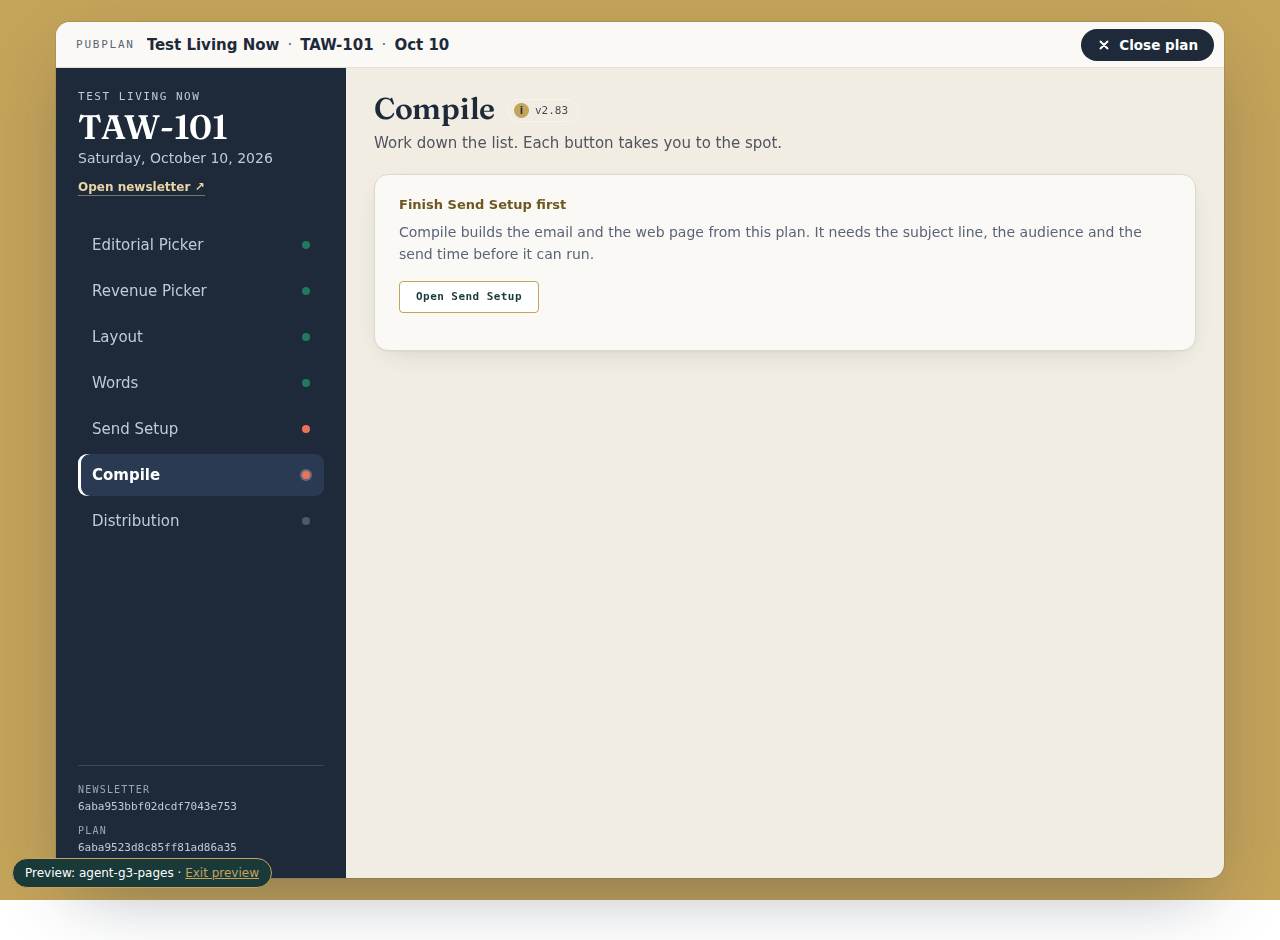 PUBPLAN Test Living Now · TAW-101 · Oct 10
✕ Close plan
TEST LIVING NOW
TAW-101
Saturday, October 10, 2026
Open newsletter ↗
Editorial Picker
Revenue Picker
Layout
Words
Send Setup
Compile
Distribution
NEWSLETTER
6aba953bbf02dcdf7043e753
PLAN
6aba9523d8c85ff81ad86a35
Preview: agent-g3-pages · Exit preview
Compile i v2.83
Work down the list. Each button takes you to the spot.
Finish Send Setup first
Compile builds the email and the web page from this plan. It needs the subject line, the audience and the
send time before it can run.
Open Send Setup